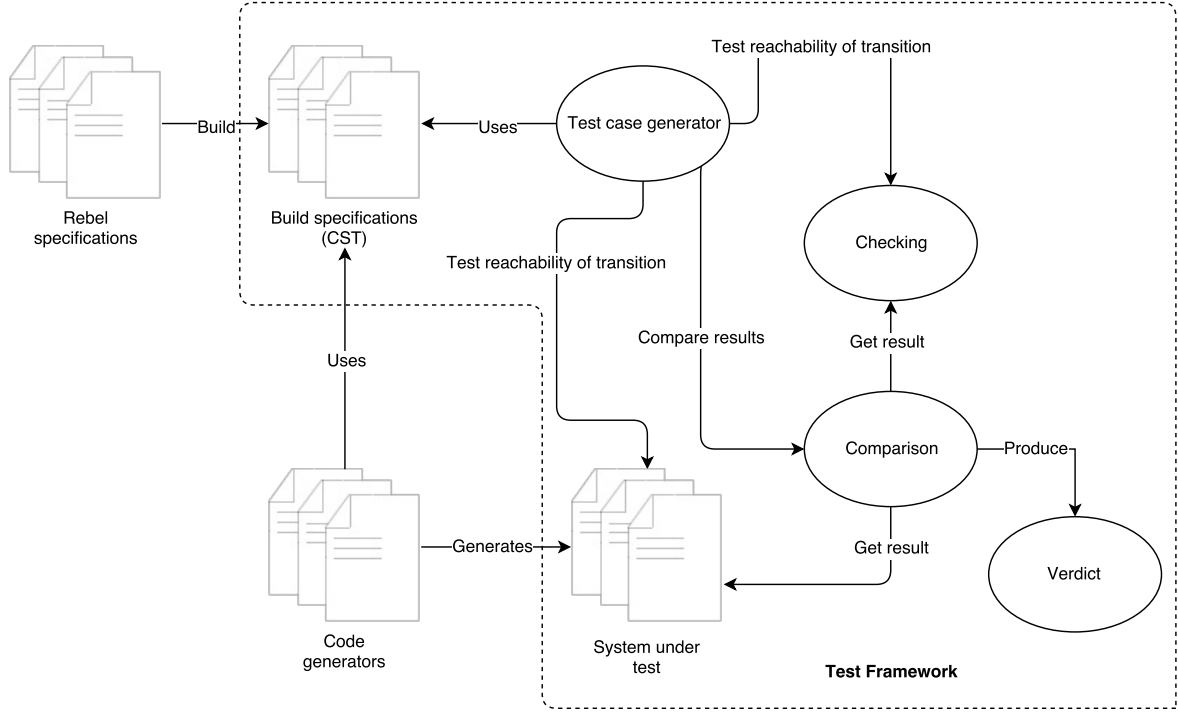 Test reachability of transition
Build
Uses
Test case generator
Rebel
specifications
Build specifications
(CST)
Checking
Test reachability of transition
Compare results
Get result
Uses
Comparison
Produce
Generates
Get result
Verdict
Code
generators
System under
test
Test Framework